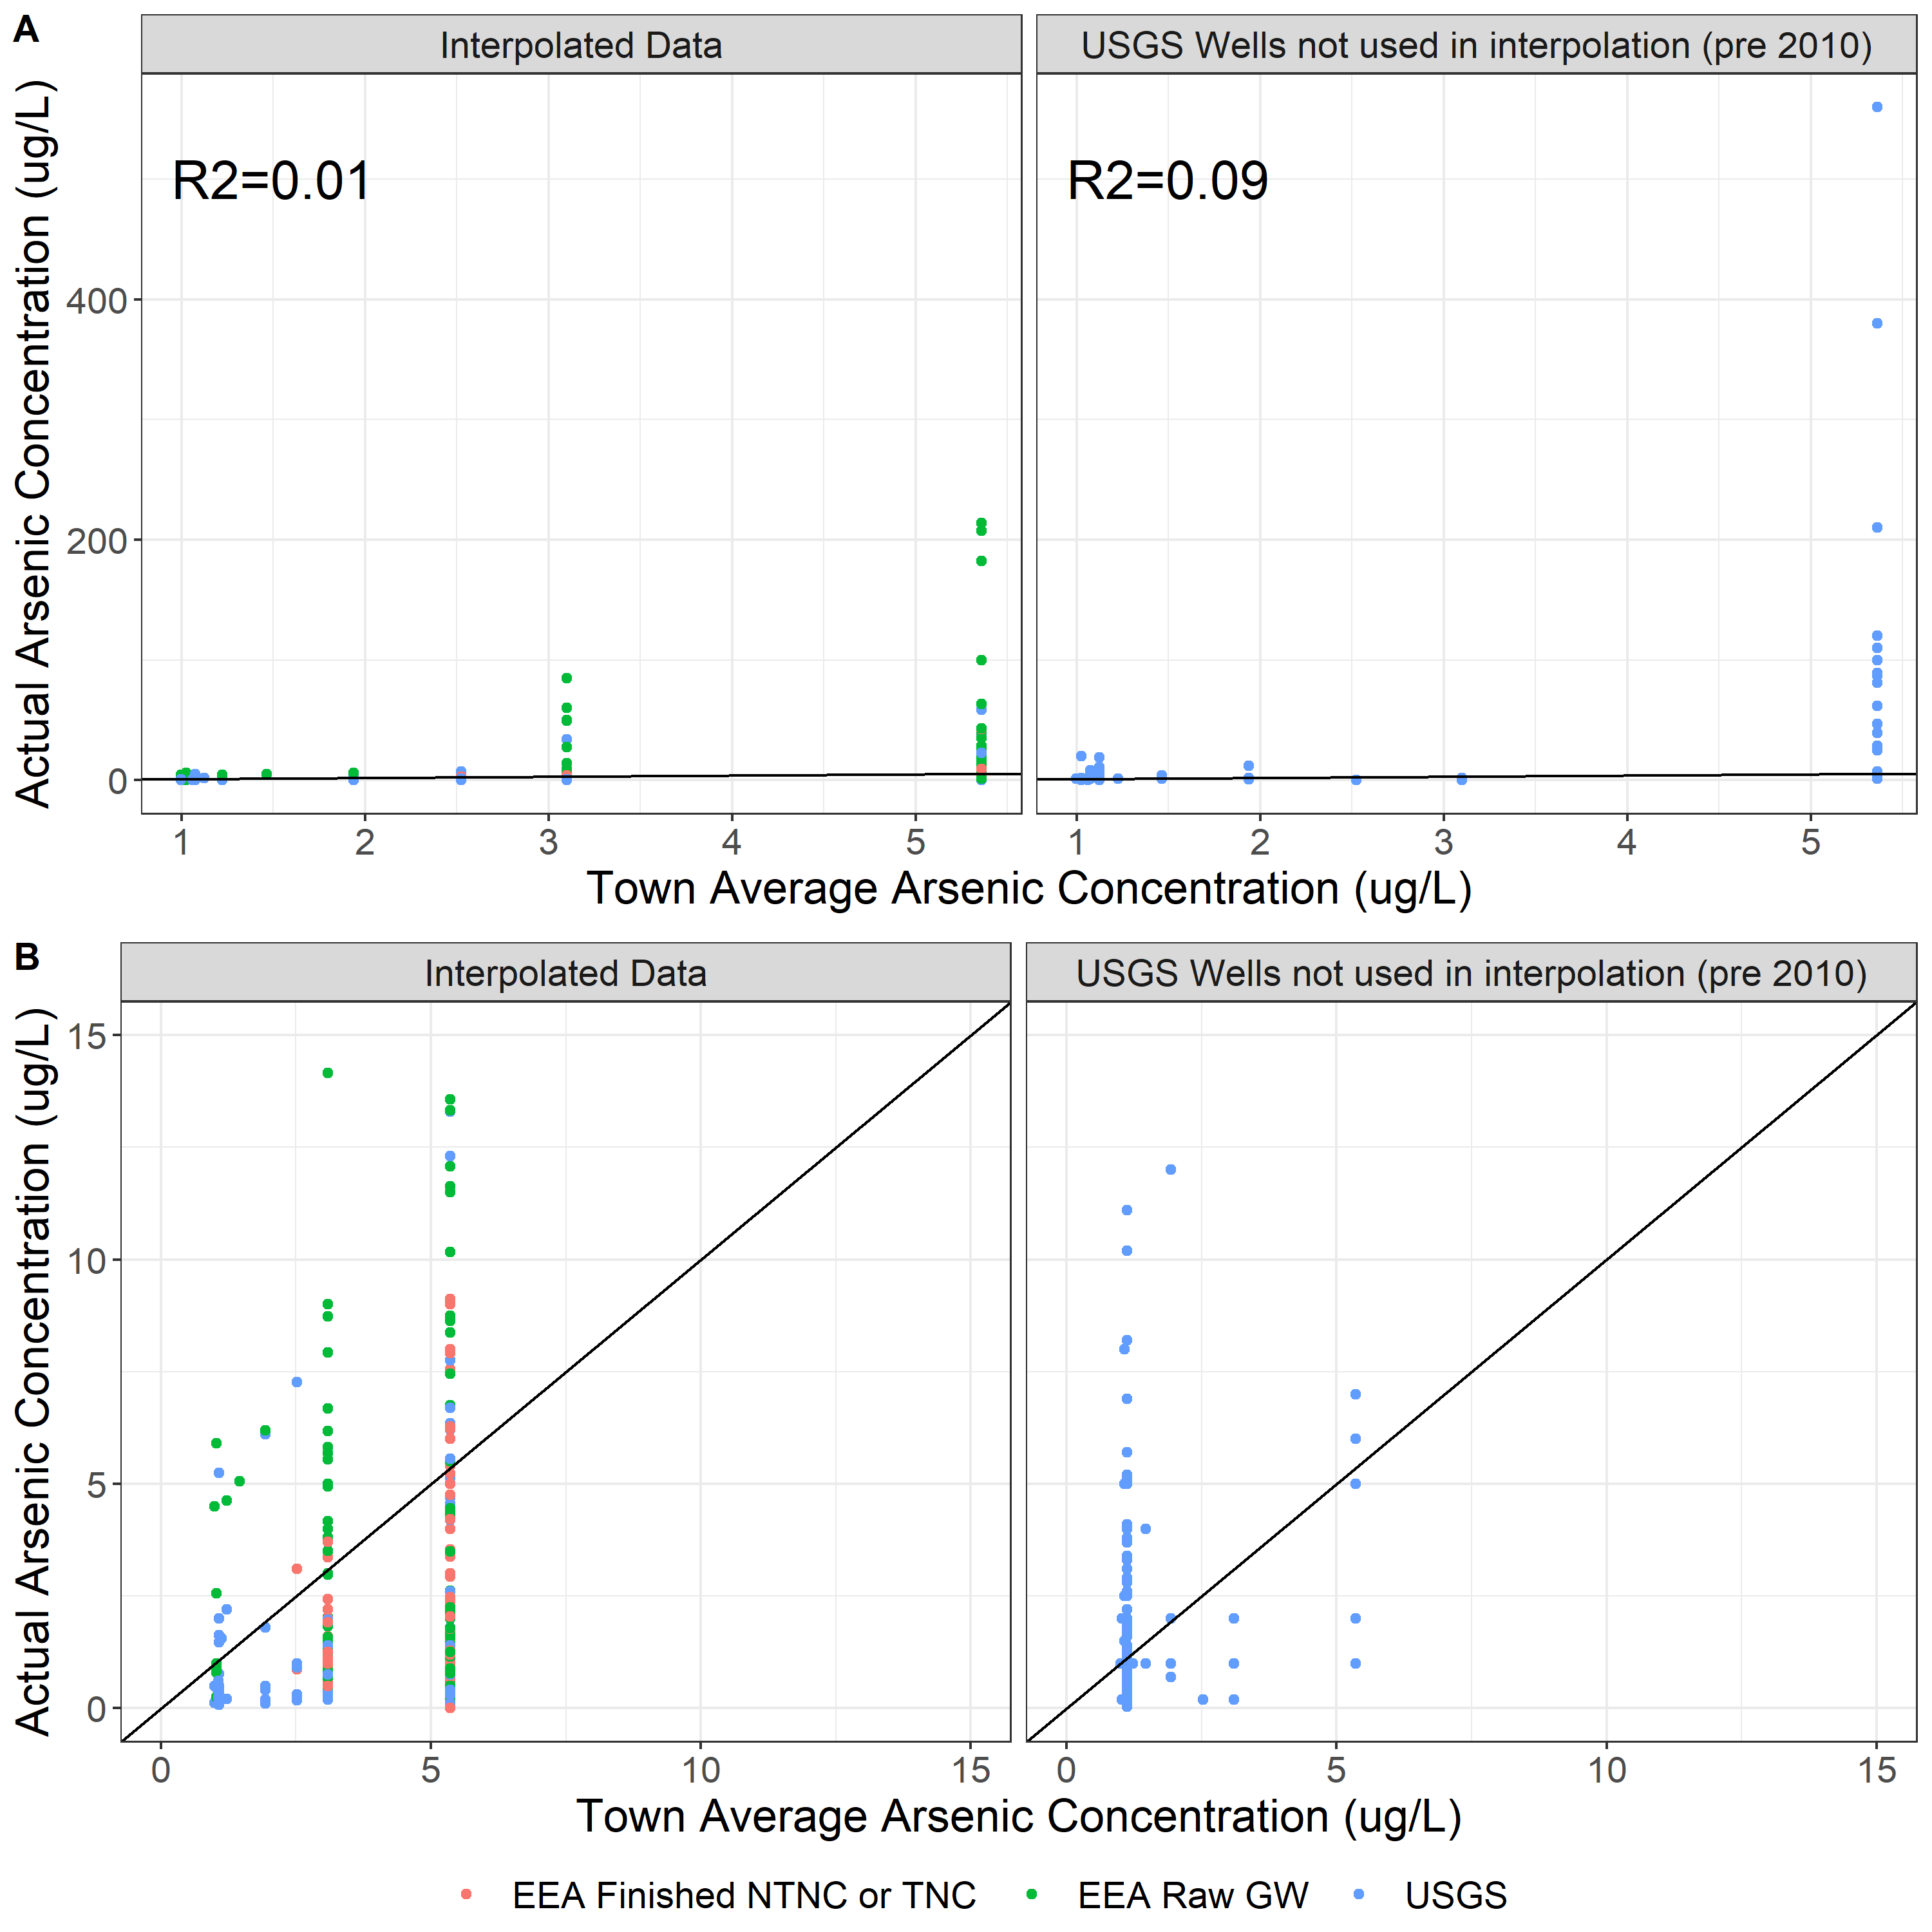 A
Interpolated Data
USGS Wells not used in interpolation (pre 2010)
Actual Arsenic Concentration (ug/L)
R2=0.01
R2=0.09
400
200
0
1 2 3 4 5
1 2 3 4 5
Town Average Arsenic Concentration (ug/L)
B
Interpolated Data
USGS Wells not used in interpolation (pre 2010)
Actual Arsenic Concentration (ug/L)
15
10
5
0
0 5 10 15
0 5 10 15
Town Average Arsenic Concentration (ug/L)
EEA Finished NTNC or TNC
EEA Raw GW
USGS